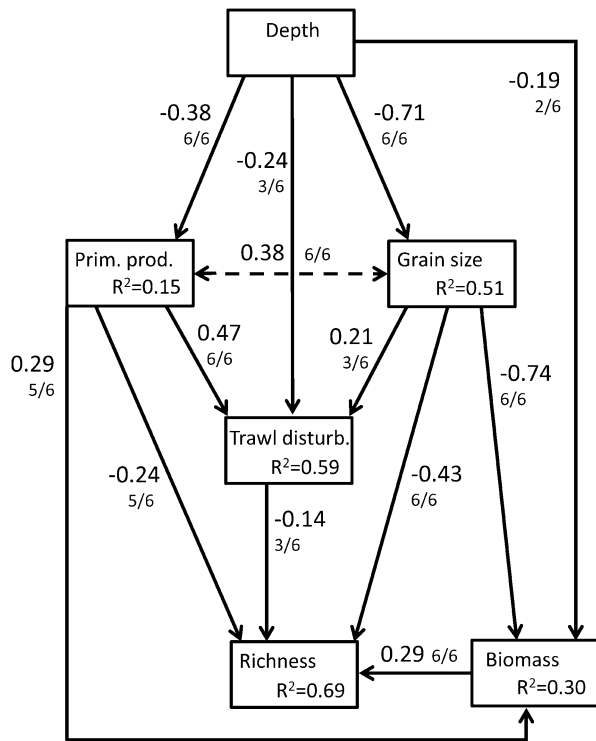 Depth
-0.19
2/6
-0.38
6/6
-0.71
6/6
-0.24
3/6
Prim. prod.
R²=0.15
0.38 6/6
Grain size
R²=0.51
0.29
5/6
0.47
6/6
0.21
3/6
-0.74
6/6
Trawl disturb.
R²=0.59
-0.24
5/6
-0.43
6/6
-0.14
3/6
Richness
R²=0.69
0.29 6/6
Biomass
R²=0.30